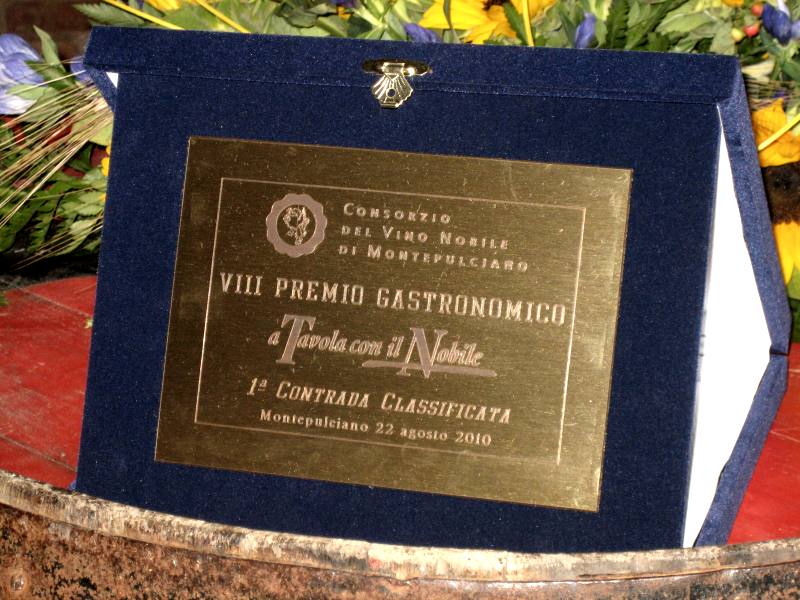 Consorzio
del Vino Nobile
di Montepulciano
VIII PREMIO GASTRONOMICO
a Tavola con il Nobile
1ª Contrada Classificata
Montepulciano 22 agosto 2010